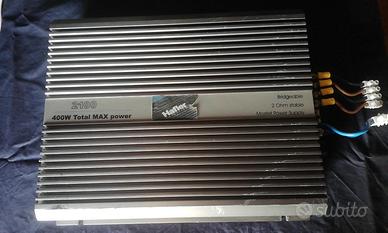 2100
400W Total MAX power
Hafler
Bridgeable
2 Ohm stable
Mosfet Power Supply
subito